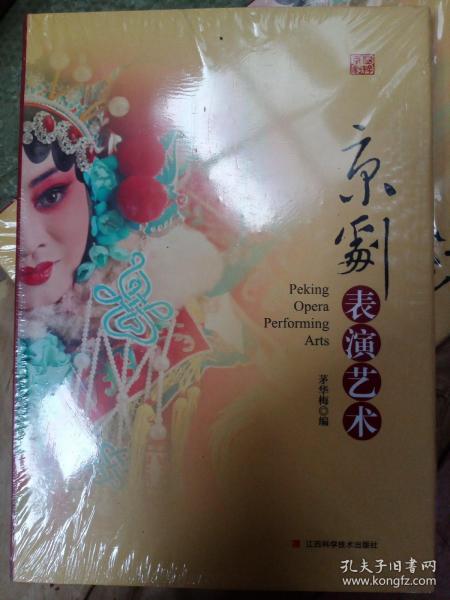 京劇
Peking
Opera
Performing
Arts
表演艺术
茅华梅◎编
江西科学技术出版社
孔夫子旧书网
www.kongfz.com